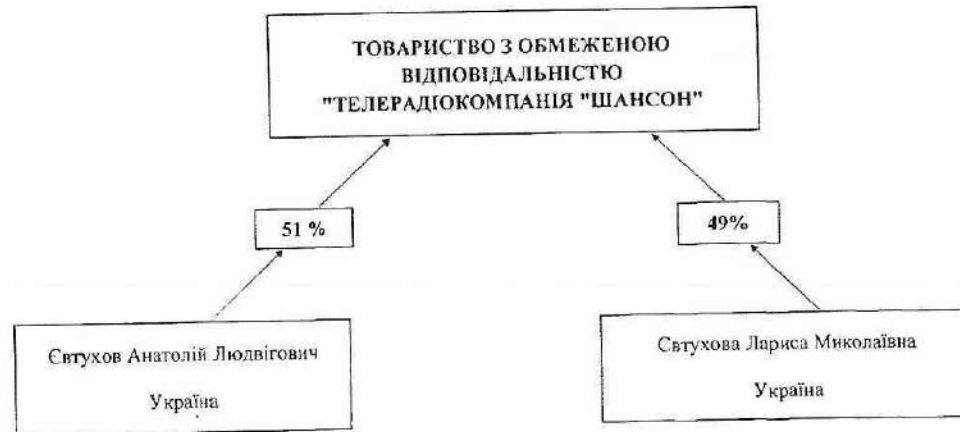 ТОВАРИСТВО З ОБМЕЖЕНОЮ
ВІДПОВІДАЛЬНІСТЮ
"ТЕЛЕРАДІОКОМПАНІЯ "ШАНСОН"
51 %
49%
Євтухов Анатолій Людвігович
Україна
Євтухова Лариса Миколаївна
Україна